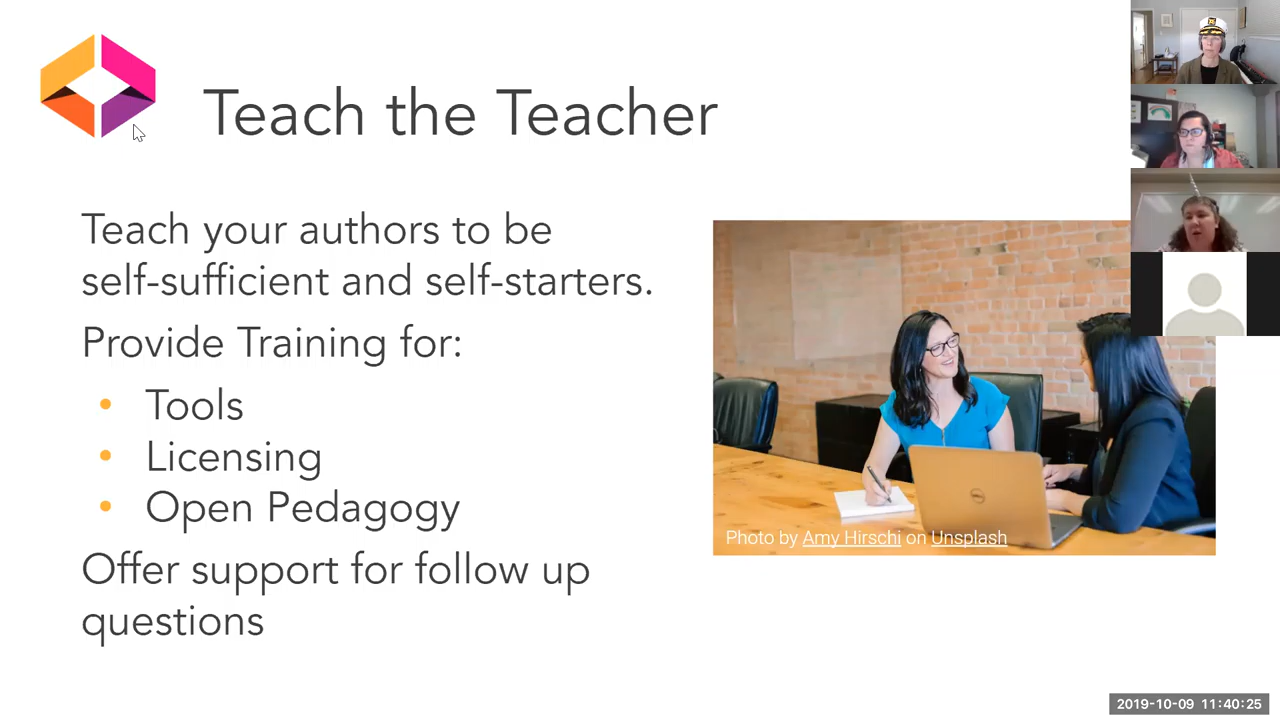 Teach the Teacher
Teach your authors to be
self-sufficient and self-starters.
Provide Training for:
• Tools
• Licensing
• Open Pedagogy
Offer support for follow up
questions
Photo by Amy Hirschi on Unsplash
2019-10-09 11:40:25